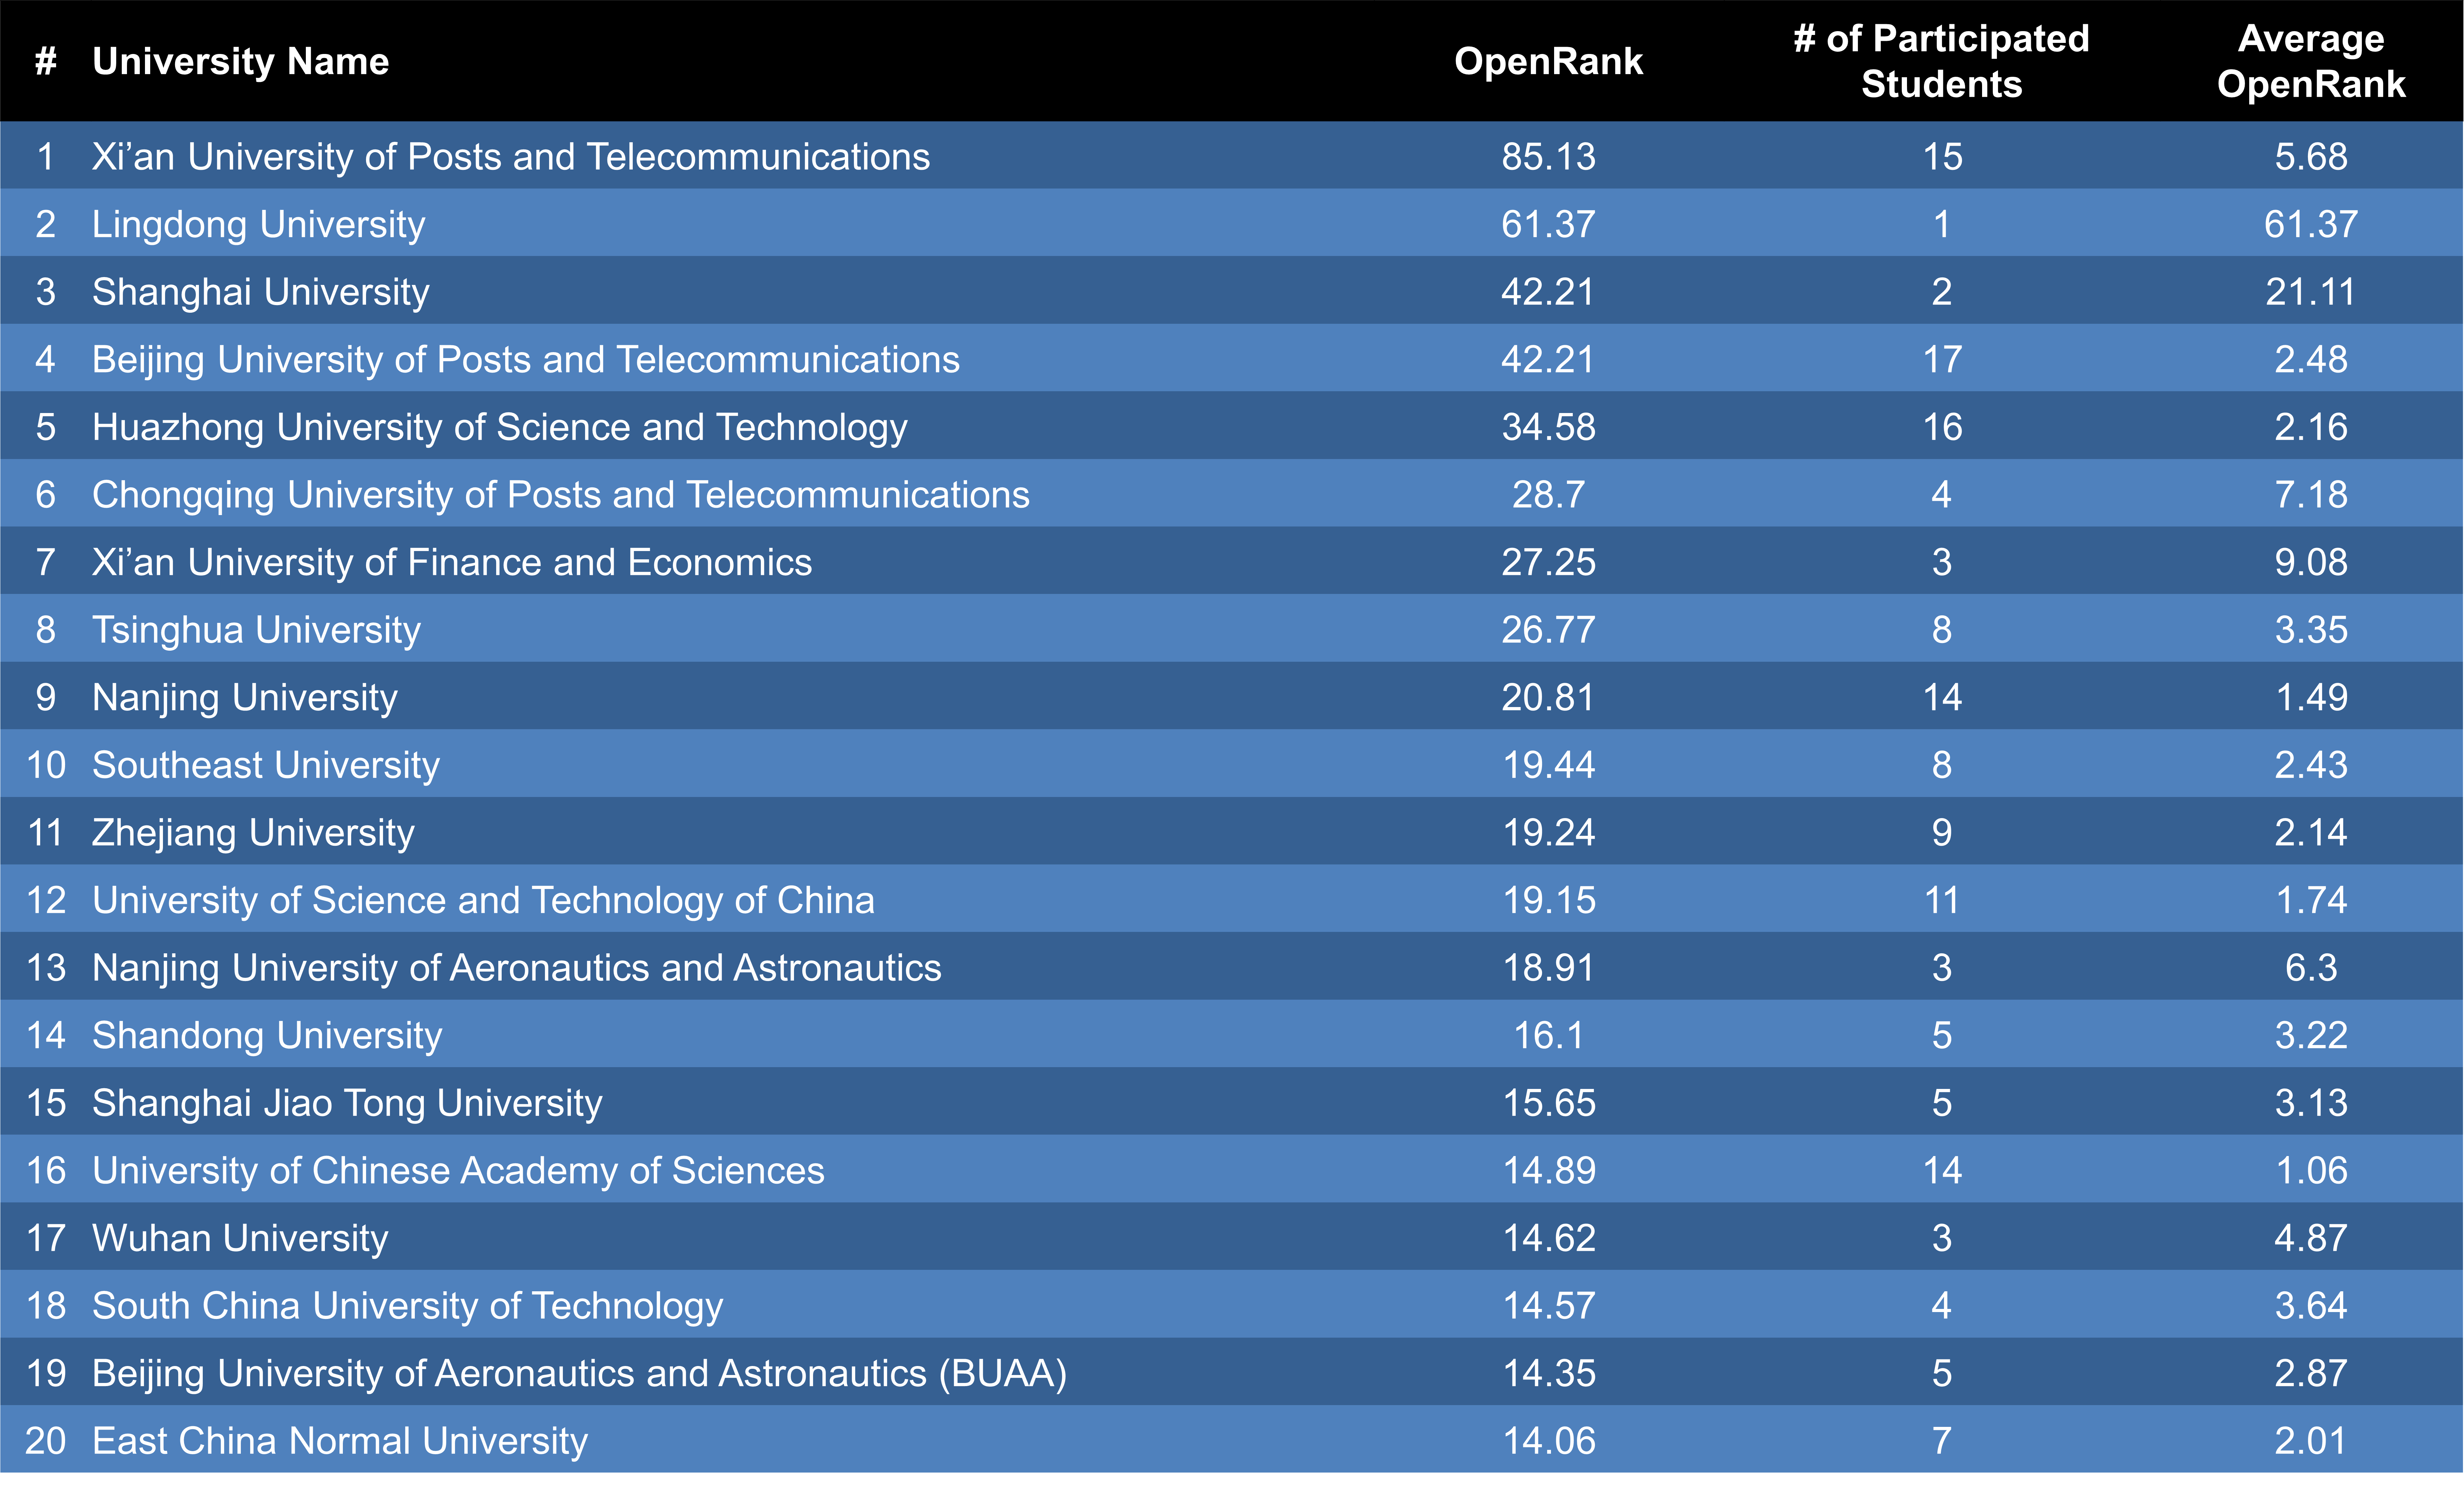 # University Name OpenRank # of Participated Students Average OpenRank
1 Xi’an University of Posts and Telecommunications 85.13 15 5.68
2 Lingdong University 61.37 1 61.37
3 Shanghai University 42.21 2 21.11
4 Beijing University of Posts and Telecommunications 42.21 17 2.48
5 Huazhong University of Science and Technology 34.58 16 2.16
6 Chongqing University of Posts and Telecommunications 28.7 4 7.18
7 Xi’an University of Finance and Economics 27.25 3 9.08
8 Tsinghua University 26.77 8 3.35
9 Nanjing University 20.81 14 1.49
10 Southeast University 19.44 8 2.43
11 Zhejiang University 19.24 9 2.14
12 University of Science and Technology of China 19.15 11 1.74
13 Nanjing University of Aeronautics and Astronautics 18.91 3 6.3
14 Shandong University 16.1 5 3.22
15 Shanghai Jiao Tong University 15.65 5 3.13
16 University of Chinese Academy of Sciences 14.89 14 1.06
17 Wuhan University 14.62 3 4.87
18 South China University of Technology 14.57 4 3.64
19 Beijing University of Aeronautics and Astronautics (BUAA) 14.35 5 2.87
20 East China Normal University 14.06 7 2.01